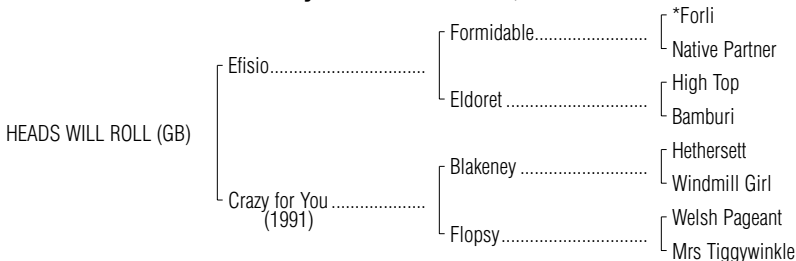 *Forli
Formidable
Native Partner
Efisio
High Top
Eldoret
Bamburi
HEADS WILL ROLL (GB)
Hethersett
Blakeney
Windmill Girl
Crazy for You
(1991)
Welsh Pageant
Flopsy
Mrs Tiggywinkle